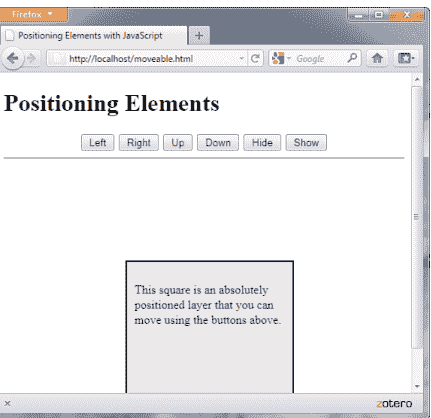 Firefox
Positioning Elements with JavaScript
http://localhost/moveable.html
Google
Positioning Elements
Left Right Up Down Hide Show
This square is an absolutely
positioned layer that you can
move using the buttons above.
zotero